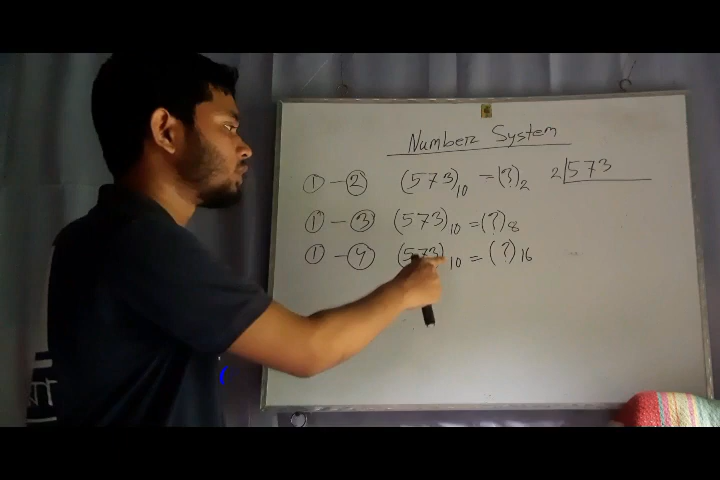 Number System
① - ② (573)₁₀ = (?)₂ 2 573
① - ③ (573)₁₀ = (?)₈
① - ④ (573)₁₀ = (?)₁₆